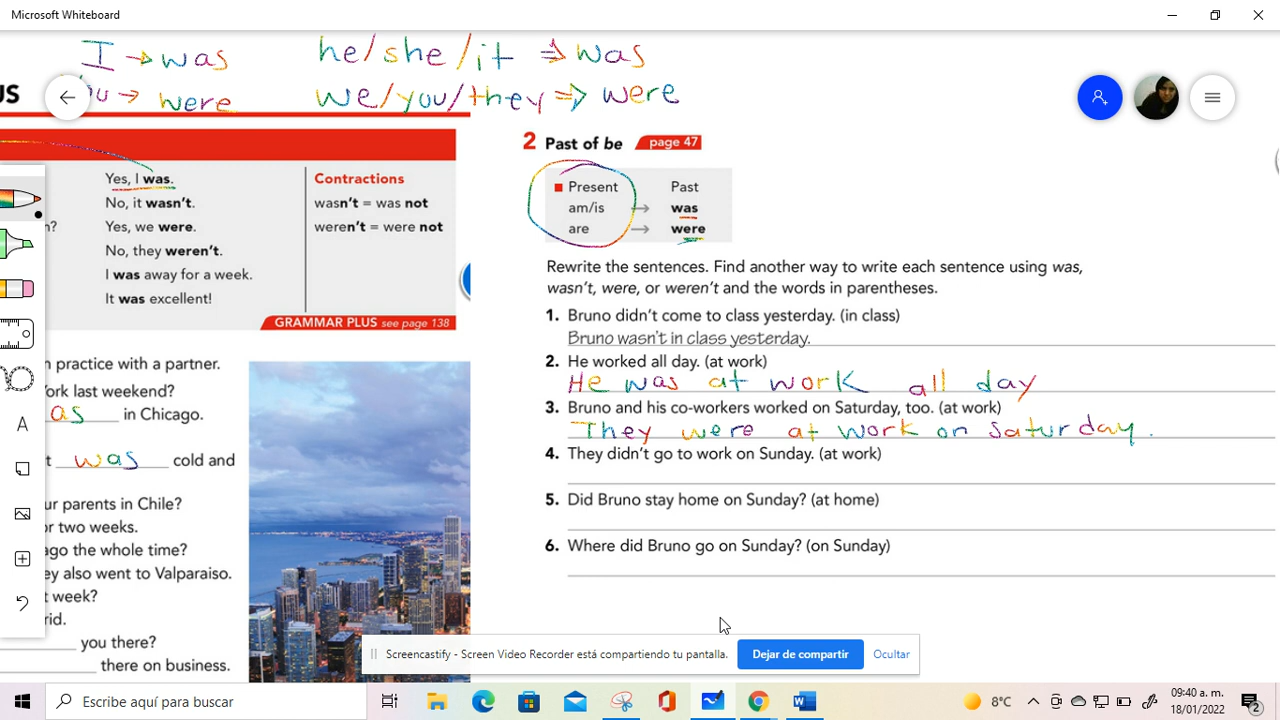 Microsoft Whiteboard
I → was he/she/it ⇒ was
→ were we/you/they ⇒ were
US
Yes, I was.
No, it wasn't.
Yes, we were.
No, they weren't.
I was away for a week.
It was excellent!
Contractions
wasn't = was not
weren't = were not
GRAMMAR PLUS see page 138
practice with a partner.
ork last weekend?
as in Chicago.
t was cold and
ur parents in Chile?
or two weeks.
ago the whole time?
ey also went to Valparaiso.
t week?
rid.
you there?
there on business.
2 Past of be page 47
Present Past
am/is → was
are → were
Rewrite the sentences. Find another way to write each sentence using was,
wasn't, were, or weren't and the words in parentheses.
1. Bruno didn't come to class yesterday. (in class)
Bruno wasn't in class yesterday.
2. He worked all day. (at work)
He was at work all day
3. Bruno and his co-workers worked on Saturday, too. (at work)
They were at work on Saturday.
4. They didn't go to work on Sunday. (at work)
5. Did Bruno stay home on Sunday? (at home)
6. Where did Bruno go on Sunday? (on Sunday)
Screencastify - Screen Video Recorder está compartiendo tu pantalla. Dejar de compartir Ocultar
Escribe aquí para buscar
8°C
09:40 a. m.
18/01/2022
2